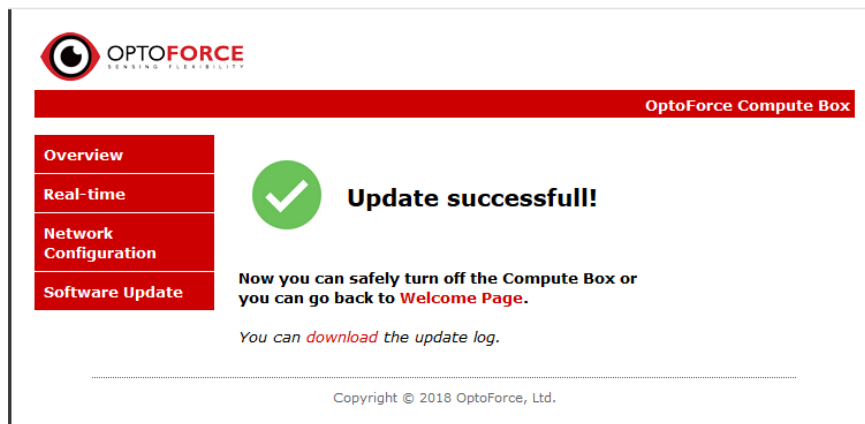 OPTOFORCE
SENSING FLEXIBILITY
OptoForce Compute Box
Overview
Real-time
Network
Configuration
Software Update
Update successfull!
Now you can safely turn off the Compute Box or
you can go back to Welcome Page.
You can download the update log.
Copyright © 2018 OptoForce, Ltd.